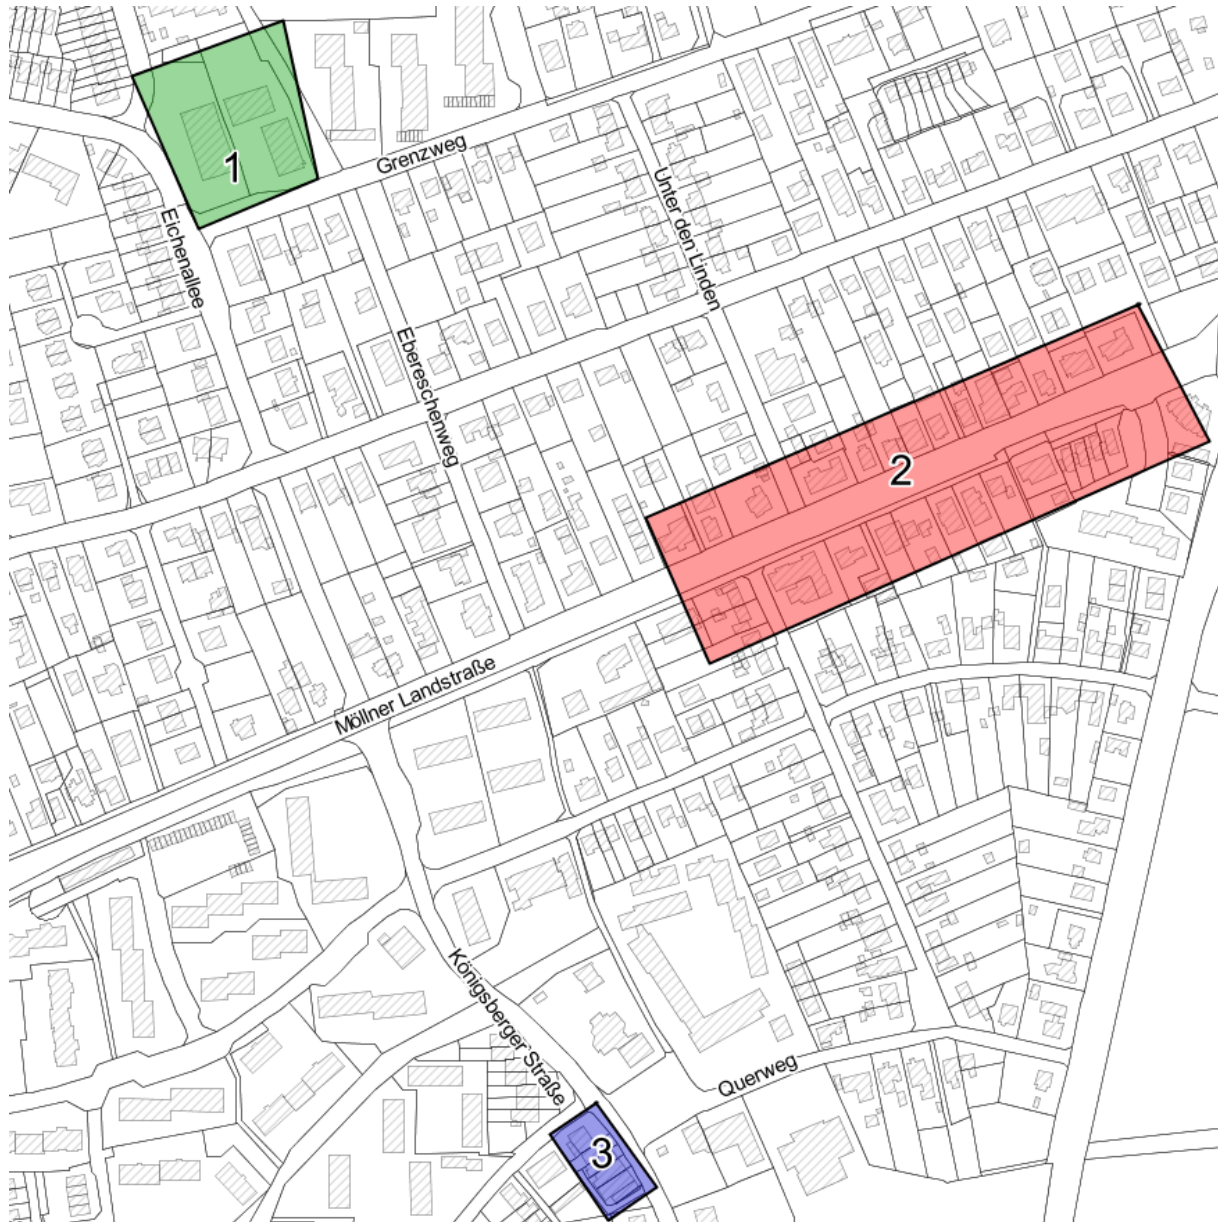 1
Grenzweg
Unter den Linden
Eichenallee
Ebereschenweg
2
Möllner Landstraße
Königsberger Straße
Querweg
3